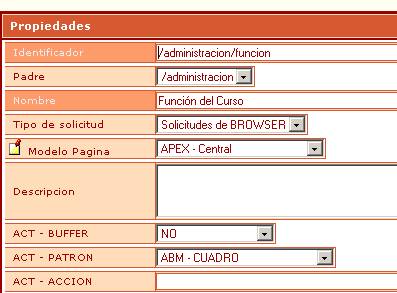 Propiedades
Identificador /administracion/funcion
Padre /administracion
Nombre Función del Curso
Tipo de solicitud Solicitudes de BROWSER
Modelo Pagina APEX - Central
Descripcion
ACT - BUFFER NO
ACT - PATRON ABM - CUADRO
ACT - ACCION